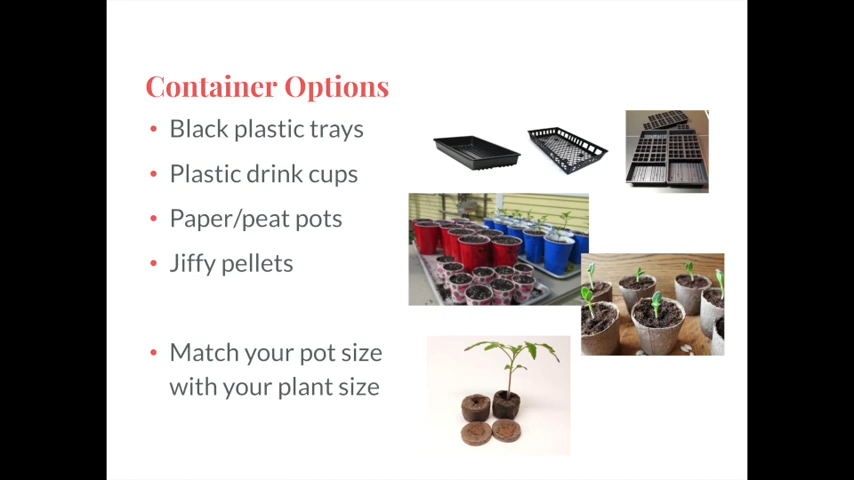 Container Options
• Black plastic trays
• Plastic drink cups
• Paper/peat pots
• Jiffy pellets
• Match your pot size
with your plant size